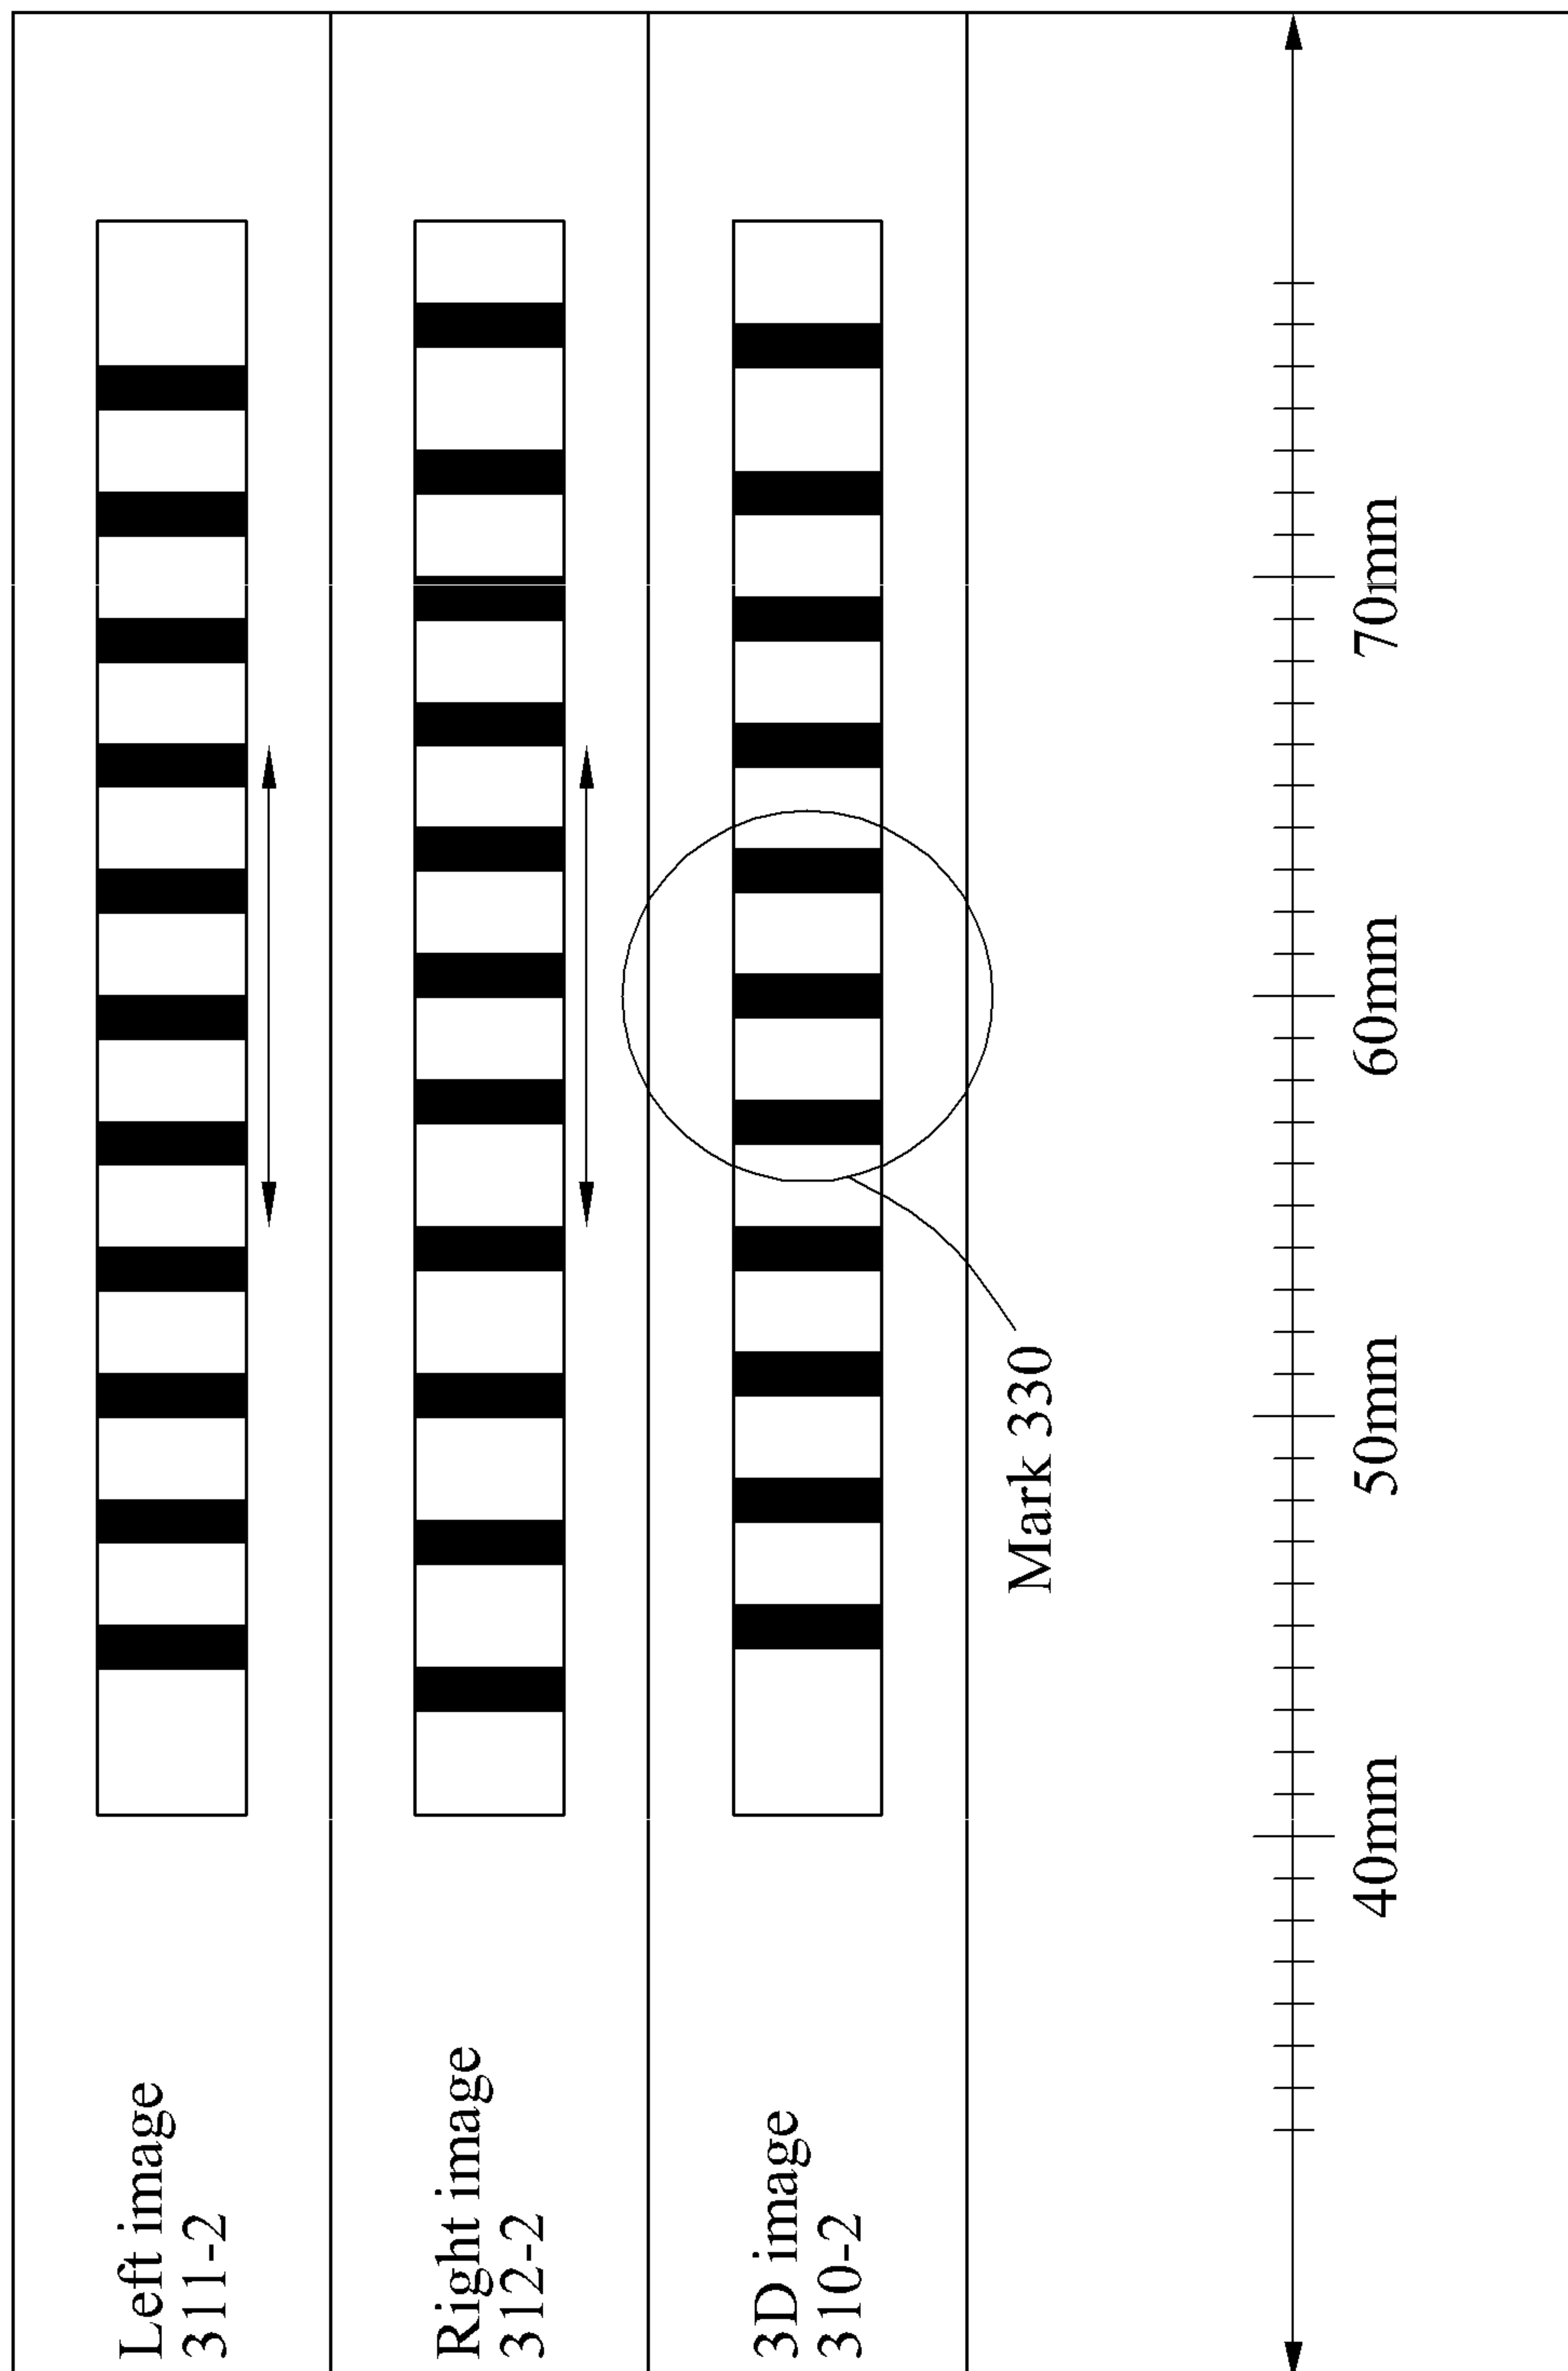 Left image
311-2
Right image
312-2
3D image
310-2
Mark 330
40mm
50mm
60mm
70mm